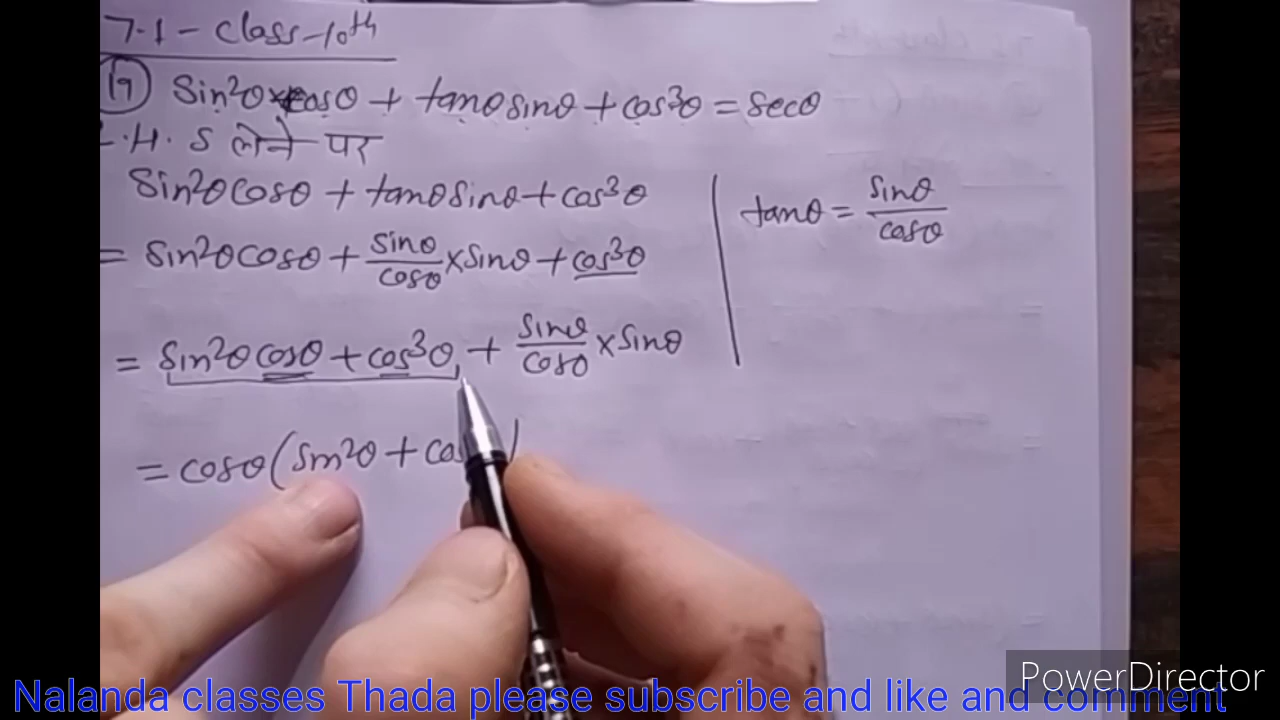 7.1 - class - 10th
(19) sin²θ×cosθ + tanθ sinθ + cos³θ = secθ
L.H.S लेने पर
sin²θ cosθ + tanθ sinθ + cos³θ
tanθ = sinθ/cosθ
= sin²θ cosθ + sinθ/cosθ × sinθ + cos³θ
= sin²θ cosθ + cos³θ + sinθ/cosθ × sinθ
= cosθ (sin²θ + cos
PowerDirector
Nalanda classes Thada please subscribe and like and comment